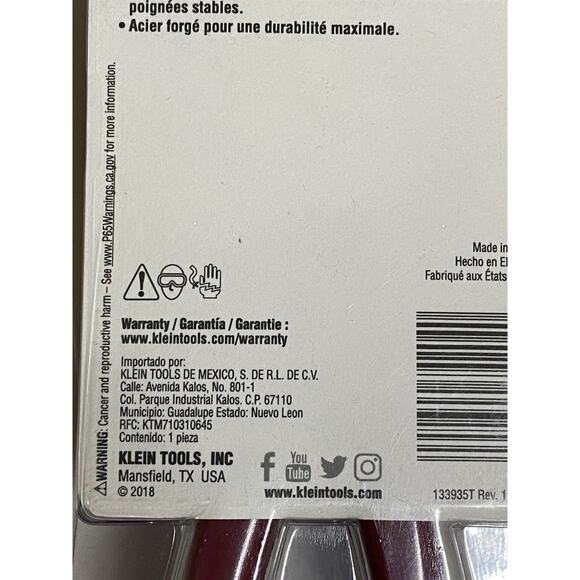 poignées stables.
• Acier forgé pour une durabilité maximale.
⚠WARNING: Cancer and reproductive harm – See www.P65Warnings.ca.gov for more information.
Made in
Hecho en El
Fabriqué aux États
Warranty / Garantía / Garantie :
www.kleintools.com/warranty
Importado por:
KLEIN TOOLS DE MEXICO, S. DE R.L. DE C.V.
Calle: Avenida Kalos, No. 801-1
Col. Parque Industrial Kalos. C.P. 67110
Municipio: Guadalupe Estado: Nuevo Leon
RFC: KTM710310645
Contenido: 1 pieza
KLEIN TOOLS, INC
Mansfield, TX USA
© 2018
f You Tube
www.kleintools.com
133935T Rev. 1